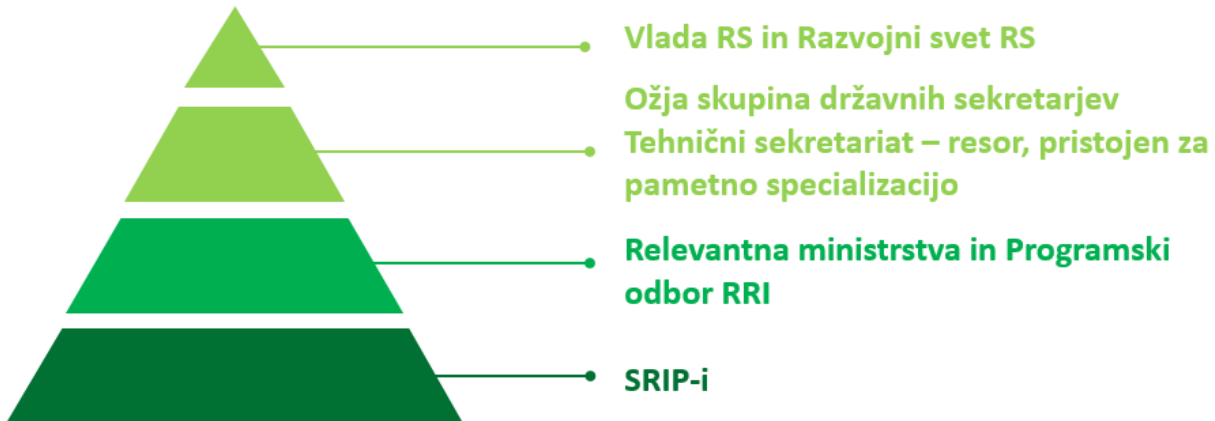 Vlada RS in Razvojni svet RS
Ožja skupina državnih sekretarjev
Tehnični sekretariat – resor, pristojen za
pametno specializacijo
Relevantna ministrstva in Programski
odbor RRI
SRIP-i